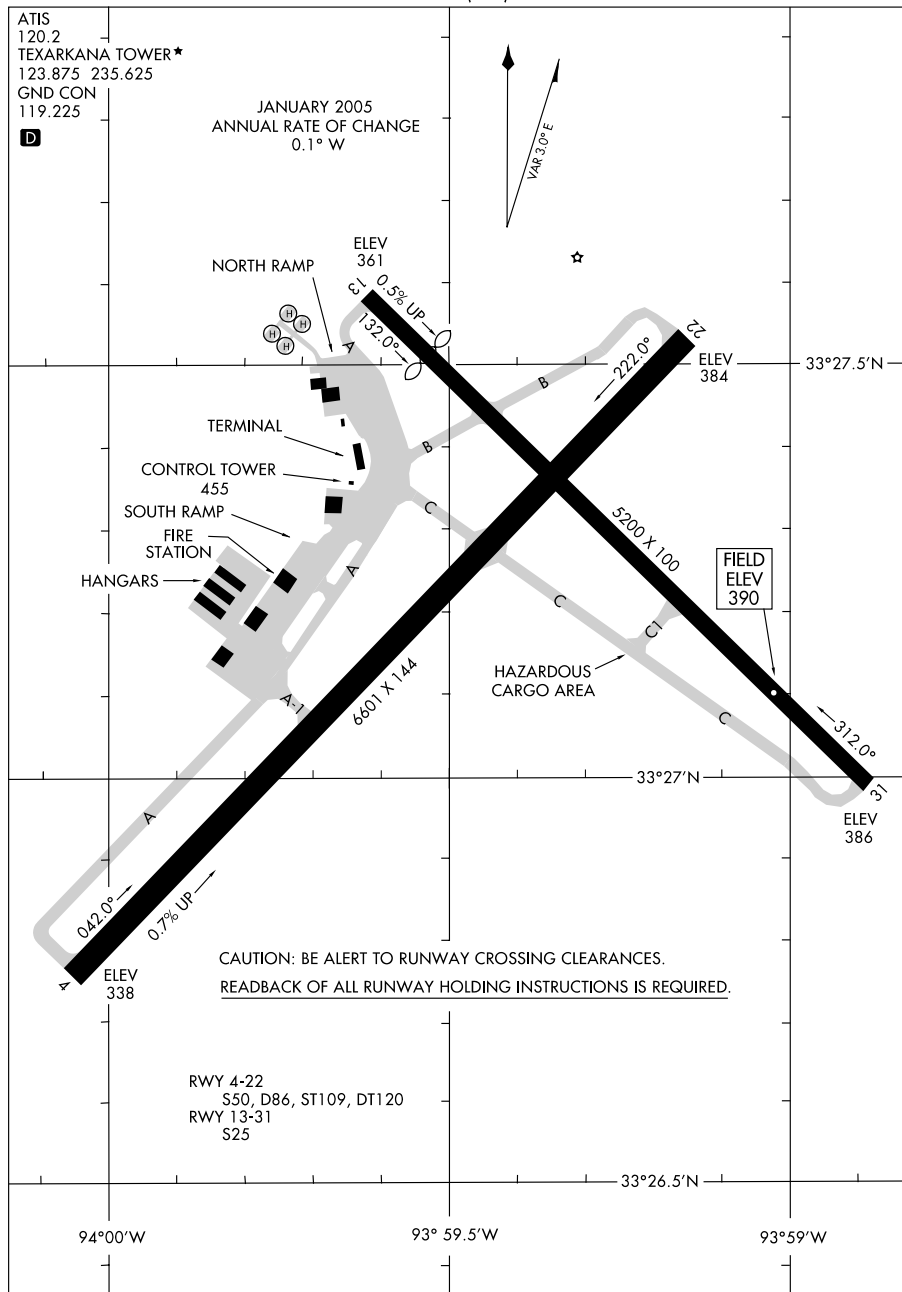 ATIS
120.2
TEXARKANA TOWER★
123.875 235.625
GND CON
119.225
D
JANUARY 2005
ANNUAL RATE OF CHANGE
0.1° W
VAR 3.0° E
ELEV
361
NORTH RAMP
13
0.5% UP
132.0°
H
H
H
H
A
22
ELEV
384
222.0°
33°27.5'N
B
TERMINAL
B
CONTROL TOWER
455
C
SOUTH RAMP
5200 X 100
FIRE
STATION
FIELD
ELEV
390
A
HANGARS
C
C1
HAZARDOUS
CARGO AREA
6601 X 144
A-1
C
312.0°
33°27'N
31
ELEV
386
A
042.0°
0.7% UP
CAUTION: BE ALERT TO RUNWAY CROSSING CLEARANCES.
READBACK OF ALL RUNWAY HOLDING INSTRUCTIONS IS REQUIRED.
4
ELEV
338
RWY 4-22
S50, D86, ST109, DT120
RWY 13-31
S25
33°26.5'N
94°00'W
93° 59.5'W
93°59'W